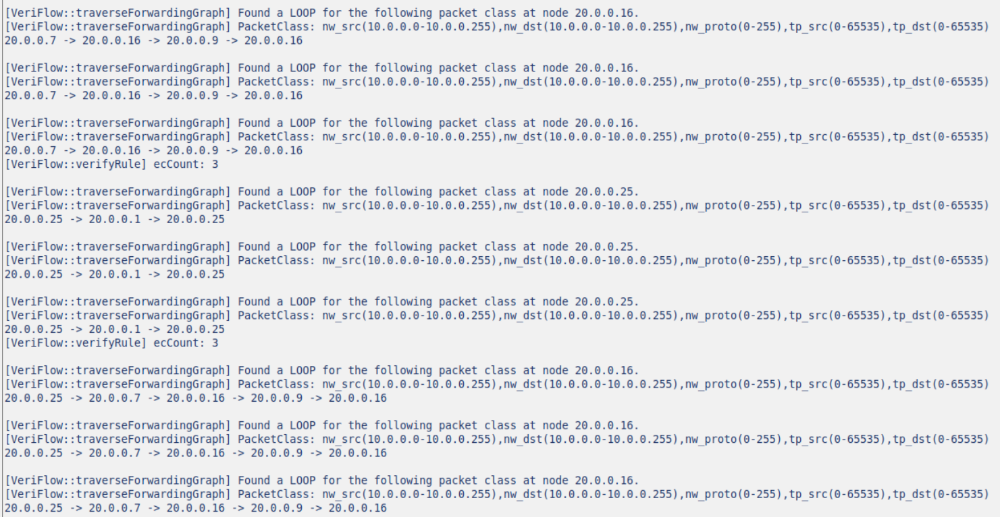 [VeriFlow::traverseForwardingGraph] Found a LOOP for the following packet class at node 20.0.0.16.
[VeriFlow::traverseForwardingGraph] PacketClass: nw_src(10.0.0.0-10.0.0.255),nw_dst(10.0.0.0-10.0.0.255),nw_proto(0-255),tp_src(0-65535),tp_dst(0-65535)
20.0.0.7 -> 20.0.0.16 -> 20.0.0.9 -> 20.0.0.16
[VeriFlow::traverseForwardingGraph] Found a LOOP for the following packet class at node 20.0.0.16.
[VeriFlow::traverseForwardingGraph] PacketClass: nw_src(10.0.0.0-10.0.0.255),nw_dst(10.0.0.0-10.0.0.255),nw_proto(0-255),tp_src(0-65535),tp_dst(0-65535)
20.0.0.7 -> 20.0.0.16 -> 20.0.0.9 -> 20.0.0.16
[VeriFlow::traverseForwardingGraph] Found a LOOP for the following packet class at node 20.0.0.16.
[VeriFlow::traverseForwardingGraph] PacketClass: nw_src(10.0.0.0-10.0.0.255),nw_dst(10.0.0.0-10.0.0.255),nw_proto(0-255),tp_src(0-65535),tp_dst(0-65535)
20.0.0.7 -> 20.0.0.16 -> 20.0.0.9 -> 20.0.0.16
[VeriFlow::verifyRule] ecCount: 3
[VeriFlow::traverseForwardingGraph] Found a LOOP for the following packet class at node 20.0.0.25.
[VeriFlow::traverseForwardingGraph] PacketClass: nw_src(10.0.0.0-10.0.0.255),nw_dst(10.0.0.0-10.0.0.255),nw_proto(0-255),tp_src(0-65535),tp_dst(0-65535)
20.0.0.25 -> 20.0.0.1 -> 20.0.0.25
[VeriFlow::traverseForwardingGraph] Found a LOOP for the following packet class at node 20.0.0.25.
[VeriFlow::traverseForwardingGraph] PacketClass: nw_src(10.0.0.0-10.0.0.255),nw_dst(10.0.0.0-10.0.0.255),nw_proto(0-255),tp_src(0-65535),tp_dst(0-65535)
20.0.0.25 -> 20.0.0.1 -> 20.0.0.25
[VeriFlow::traverseForwardingGraph] Found a LOOP for the following packet class at node 20.0.0.25.
[VeriFlow::traverseForwardingGraph] PacketClass: nw_src(10.0.0.0-10.0.0.255),nw_dst(10.0.0.0-10.0.0.255),nw_proto(0-255),tp_src(0-65535),tp_dst(0-65535)
20.0.0.25 -> 20.0.0.1 -> 20.0.0.25
[VeriFlow::verifyRule] ecCount: 3
[VeriFlow::traverseForwardingGraph] Found a LOOP for the following packet class at node 20.0.0.16.
[VeriFlow::traverseForwardingGraph] PacketClass: nw_src(10.0.0.0-10.0.0.255),nw_dst(10.0.0.0-10.0.0.255),nw_proto(0-255),tp_src(0-65535),tp_dst(0-65535)
20.0.0.25 -> 20.0.0.7 -> 20.0.0.16 -> 20.0.0.9 -> 20.0.0.16
[VeriFlow::traverseForwardingGraph] Found a LOOP for the following packet class at node 20.0.0.16.
[VeriFlow::traverseForwardingGraph] PacketClass: nw_src(10.0.0.0-10.0.0.255),nw_dst(10.0.0.0-10.0.0.255),nw_proto(0-255),tp_src(0-65535),tp_dst(0-65535)
20.0.0.25 -> 20.0.0.7 -> 20.0.0.16 -> 20.0.0.9 -> 20.0.0.16
[VeriFlow::traverseForwardingGraph] Found a LOOP for the following packet class at node 20.0.0.16.
[VeriFlow::traverseForwardingGraph] PacketClass: nw_src(10.0.0.0-10.0.0.255),nw_dst(10.0.0.0-10.0.0.255),nw_proto(0-255),tp_src(0-65535),tp_dst(0-65535)
20.0.0.25 -> 20.0.0.7 -> 20.0.0.16 -> 20.0.0.9 -> 20.0.0.16